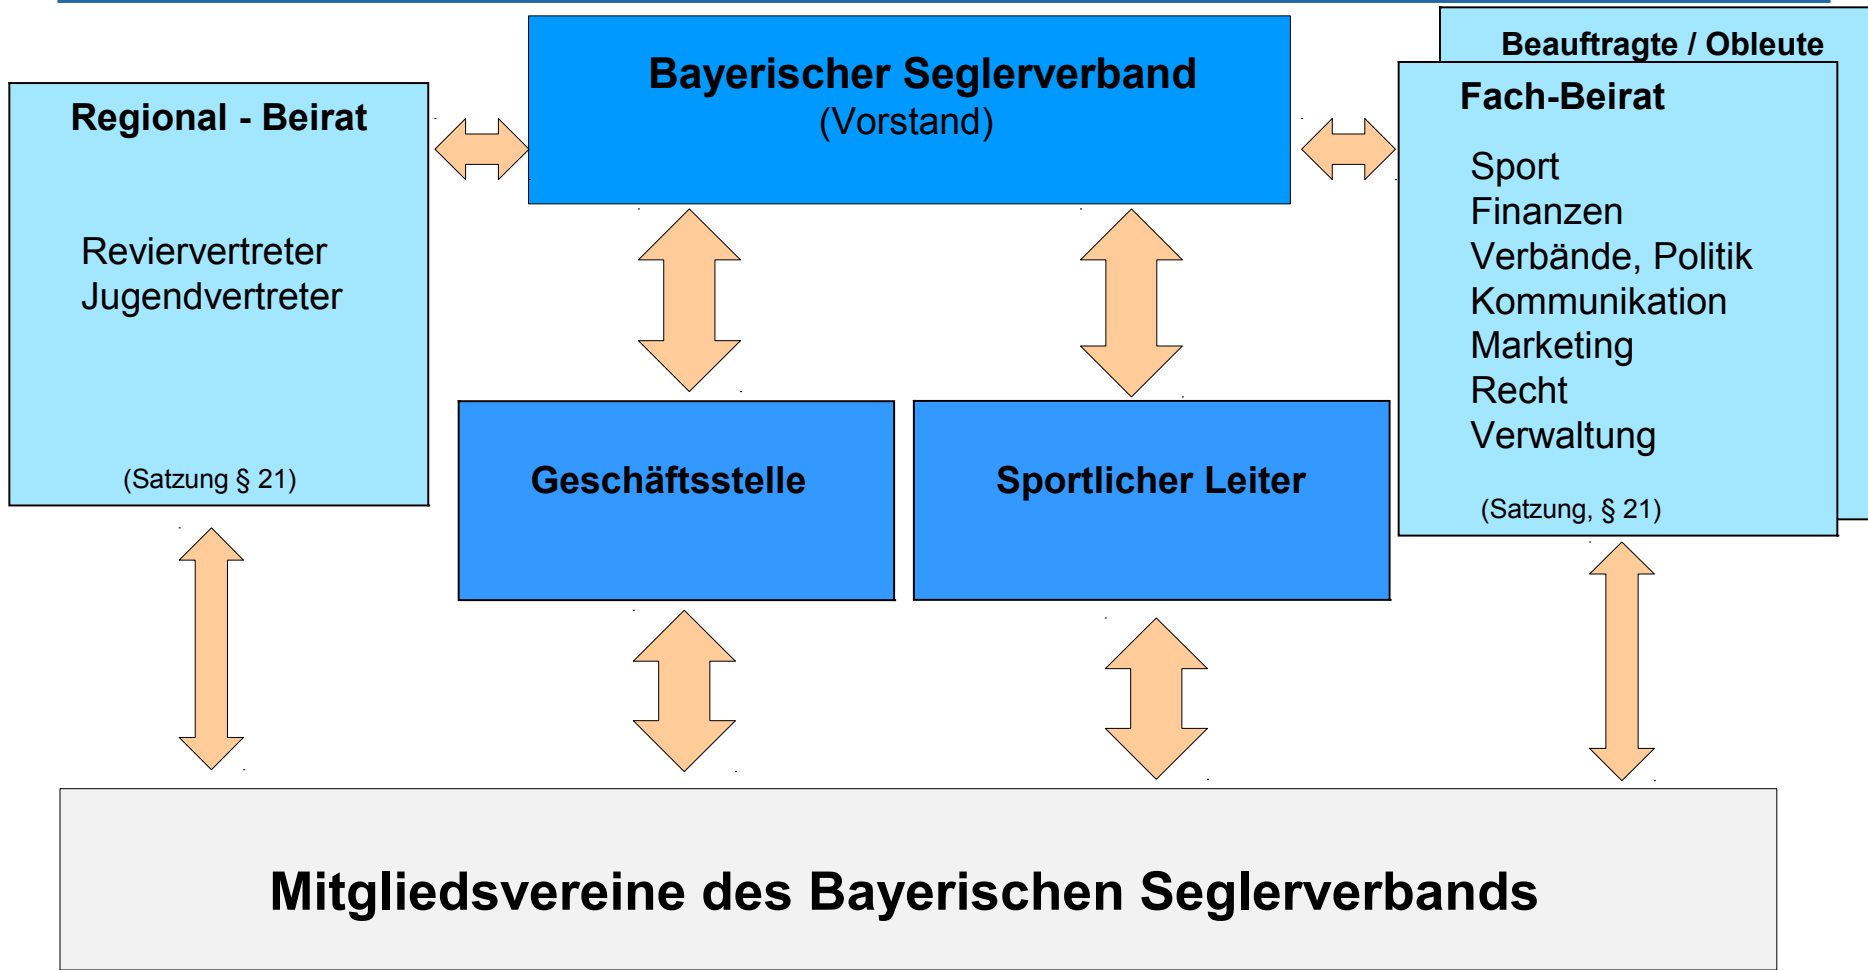 Bayerischer Seglerverband
(Vorstand)
Regional - Beirat
Reviervertreter
Jugendvertreter
(Satzung § 21)
Beauftragte / Obleute
Fach-Beirat
Sport
Finanzen
Verbände, Politik
Kommunikation
Marketing
Recht
Verwaltung
(Satzung, § 21)
Geschäftsstelle
Sportlicher Leiter
Mitgliedsvereine des Bayerischen Seglerverbands